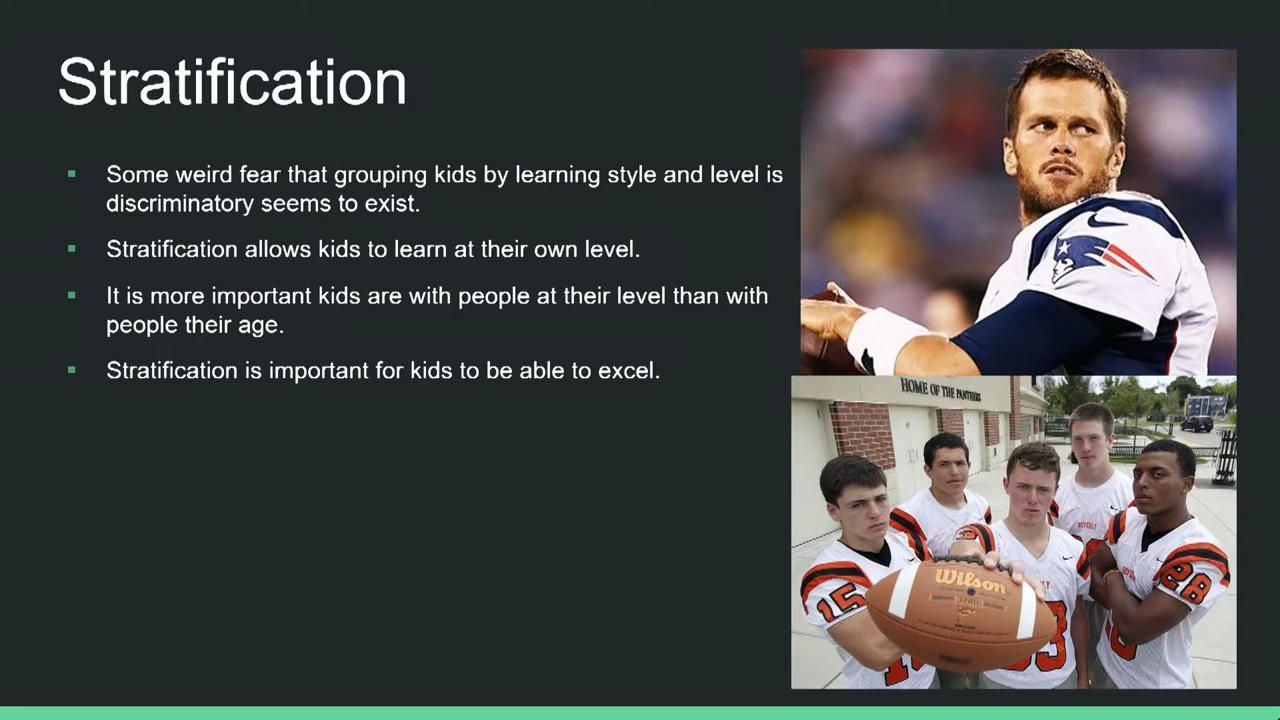 Stratification
Some weird fear that grouping kids by learning style and level is
discriminatory seems to exist.
Stratification allows kids to learn at their own level.
It is more important kids are with people at their level than with
people their age.
Stratification is important for kids to be able to excel.
HOME OF THE PANTHERS
Wilson
15
28